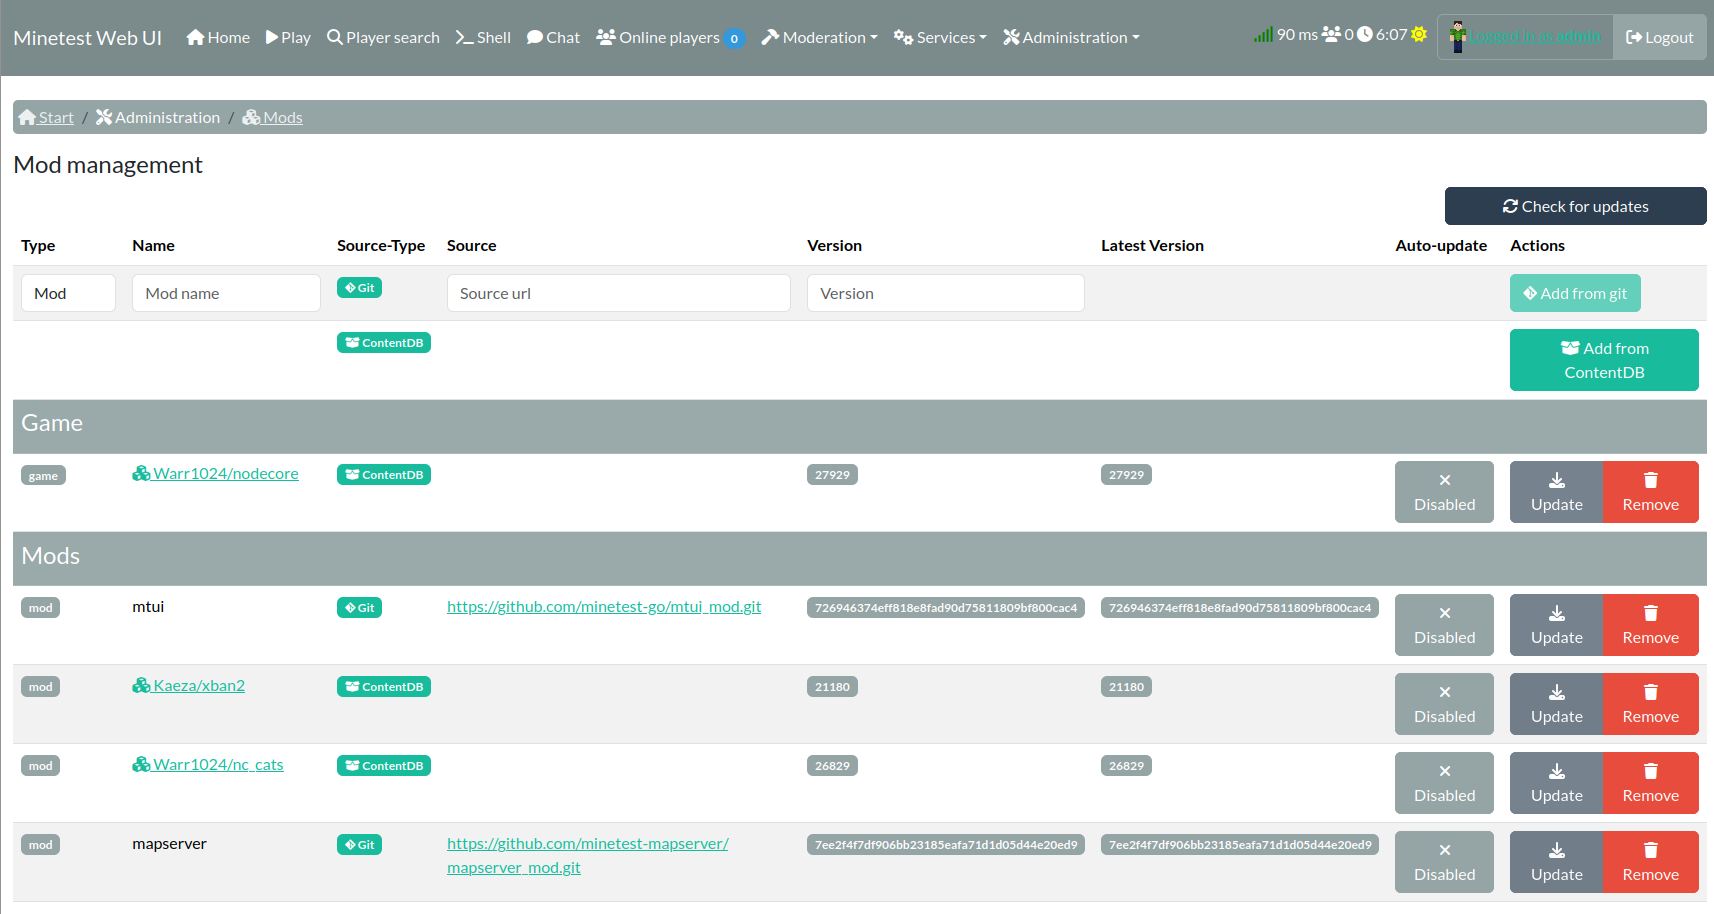 Minetest Web UI Home Play Player search Shell Chat Online players 0 Moderation Services Administration 90 ms 0 6:07 Logged in as admin Logout
Start / Administration / Mods
Mod management
Check for updates
Type Name Source-Type Source Version Latest Version Auto-update Actions
Mod Mod name Git Source url Version Add from git
ContentDB Add from
ContentDB
Game
game Warr1024/nodecore ContentDB 27929 27929 Disabled Update Remove
Mods
mod mtui Git https://github.com/minetest-go/mtui_mod.git 726946374eff818e8fad90d75811809bf800cac4 726946374eff818e8fad90d75811809bf800cac4 Disabled Update Remove
mod Kaeza/xban2 ContentDB 21180 21180 Disabled Update Remove
mod Warr1024/nc_cats ContentDB 26829 26829 Disabled Update Remove
mod mapserver Git https://github.com/minetest-mapserver/ 7ee2f4f7df906bb23185eafa71d1d05d44e20ed9 7ee2f4f7df906bb23185eafa71d1d05d44e20ed9
mapserver_mod.git Disabled Update Remove